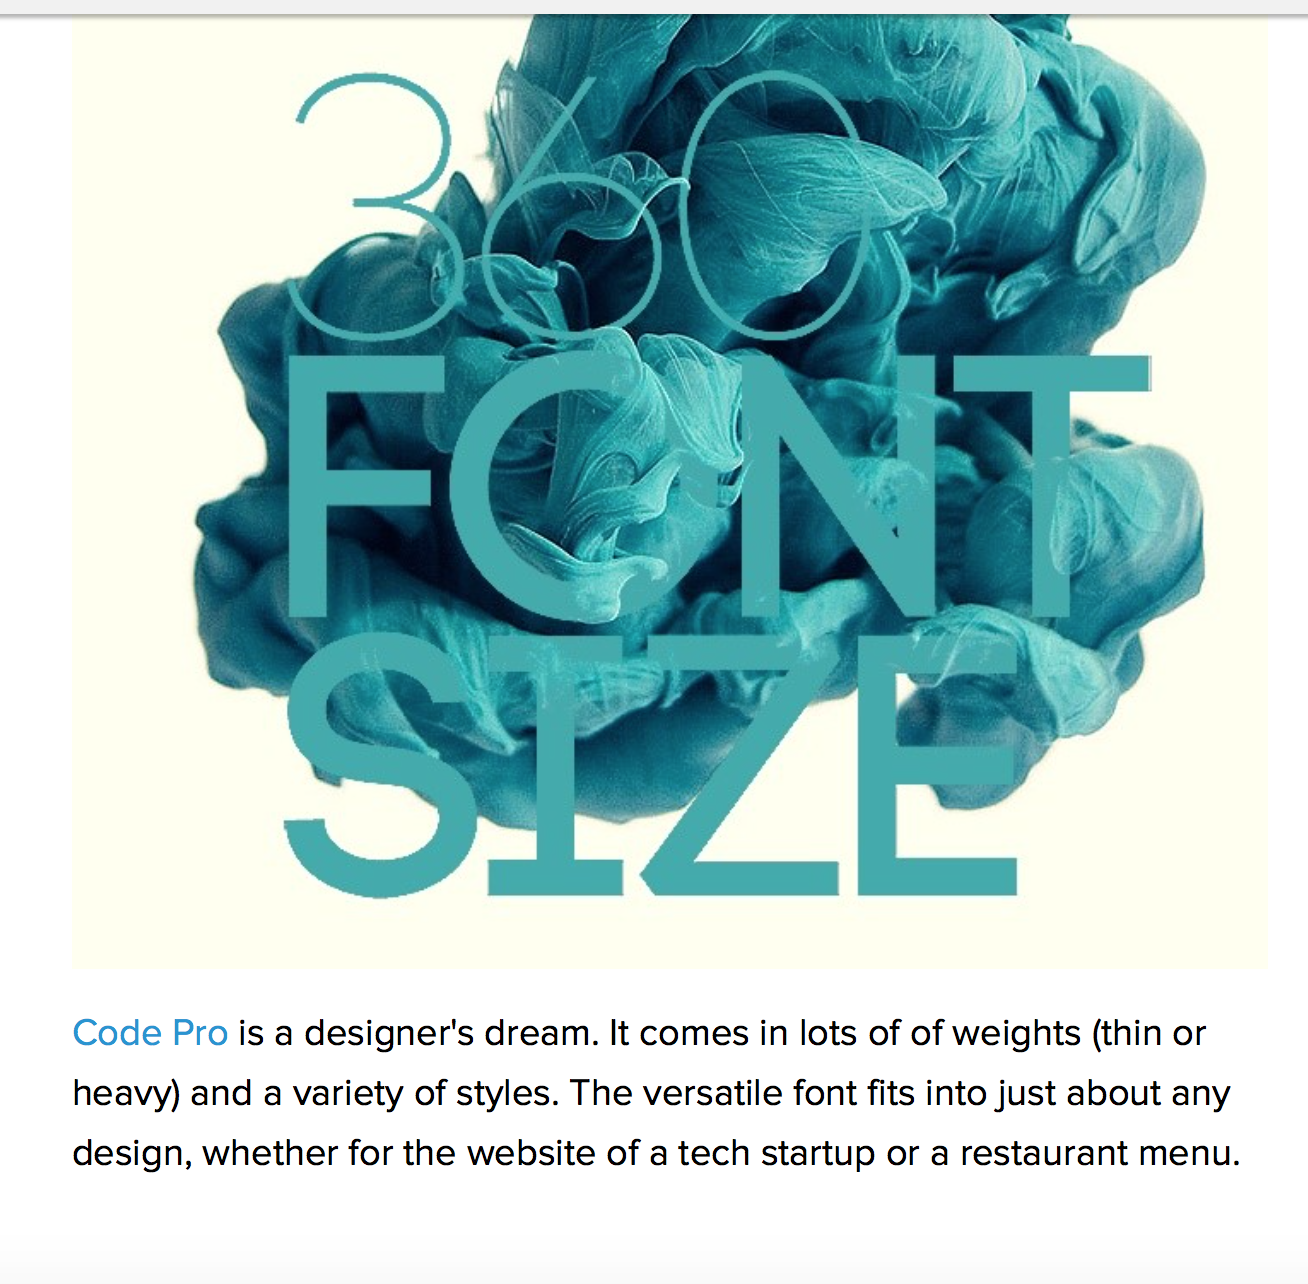 360
FONT
SIZE
Code Pro is a designer's dream. It comes in lots of of weights (thin or
heavy) and a variety of styles. The versatile font fits into just about any
design, whether for the website of a tech startup or a restaurant menu.